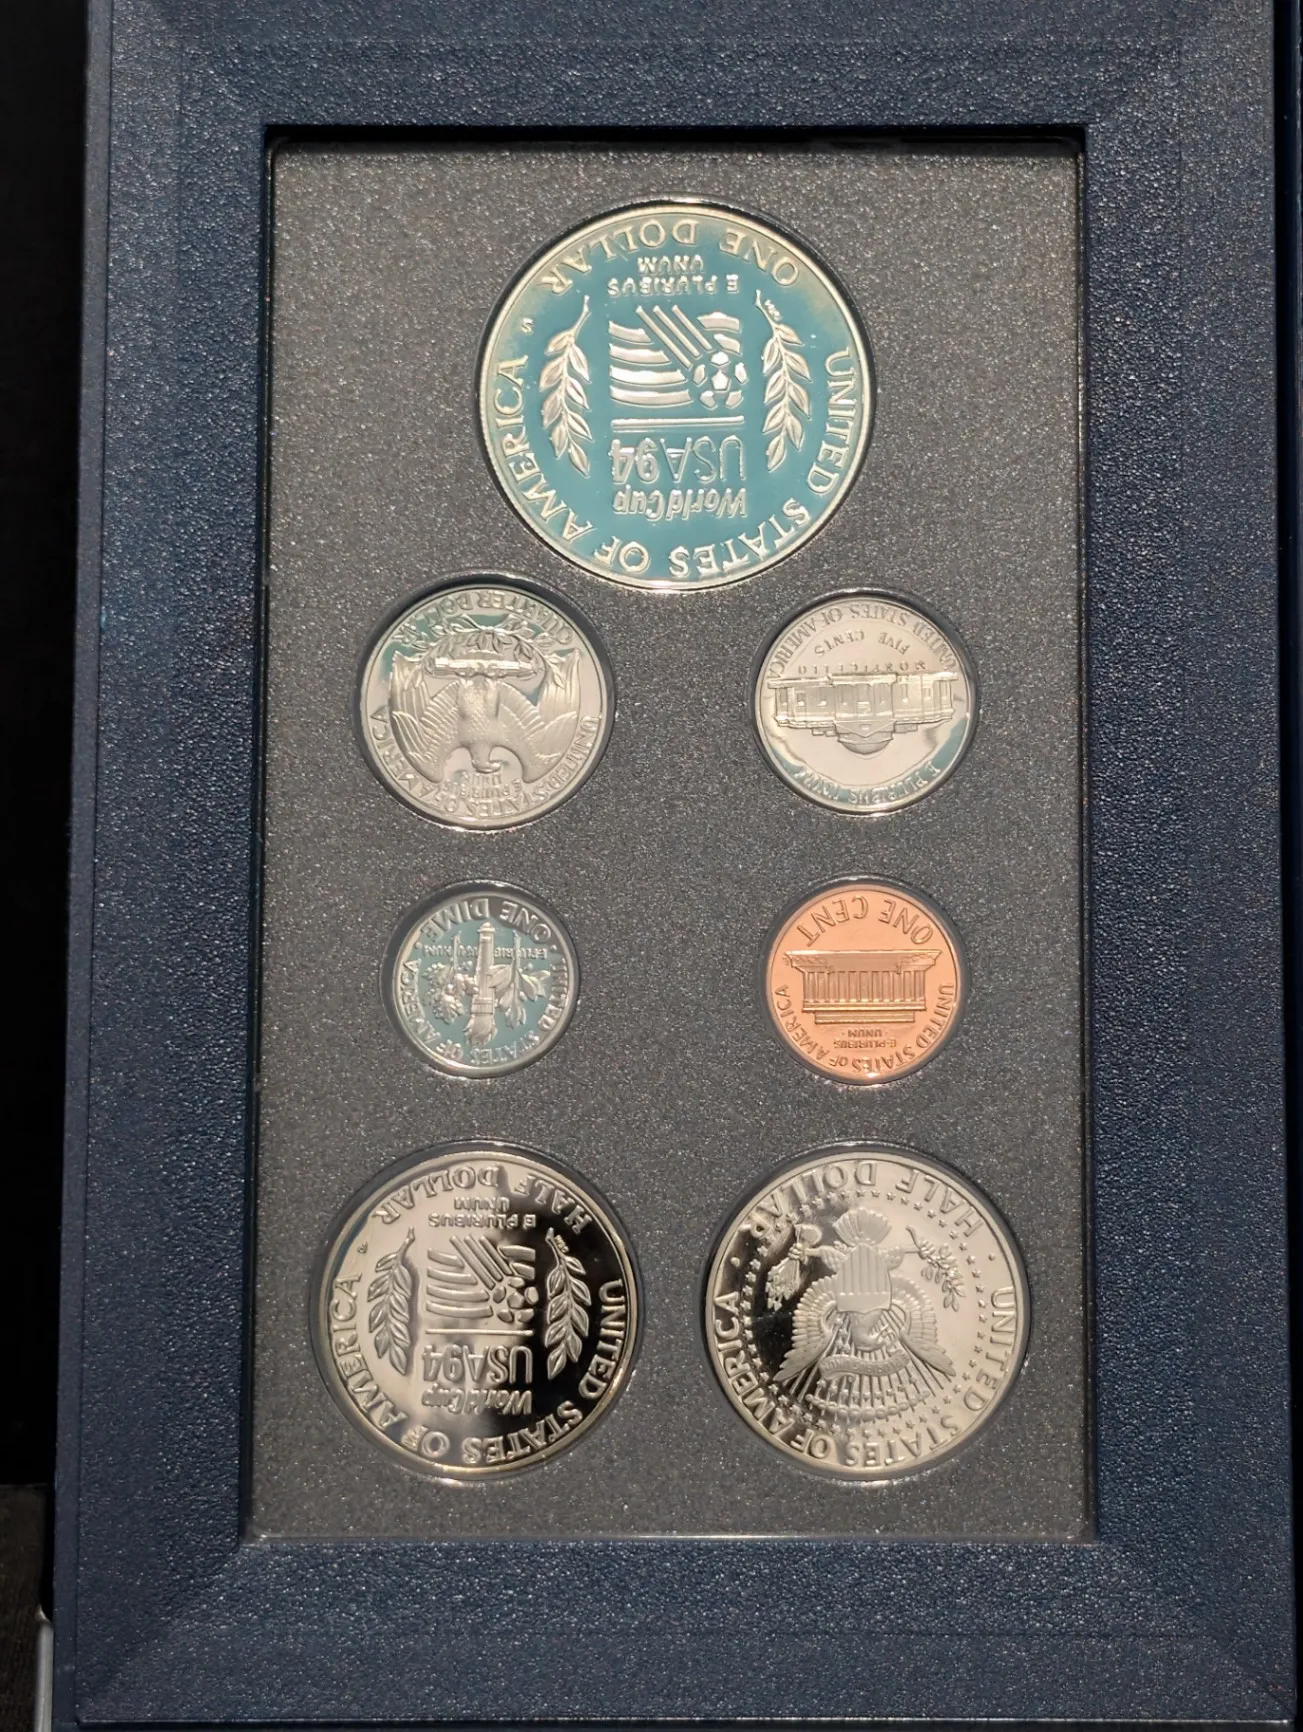 UNITED STATES OF AMERICA
World Cup
USA94
E PLURIBUS
UNUM
ONE DOLLAR
S
UNITED STATES OF AMERICA
E PLURIBUS
UNUM
QUARTER DOLLAR
E PLURIBUS UNUM
MONTICELLO
FIVE CENTS
UNITED STATES OF AMERICA
UNITED STATES OF AMERICA
E PLURIBUS UNUM
ONE DIME
UNITED STATES OF AMERICA
E·PLURIBUS
·UNUM·
ONE CENT
UNITED STATES OF AMERICA
World Cup
USA94
E PLURIBUS
UNUM
HALF DOLLAR
UNITED STATES OF AMERICA
HALF DOLLAR